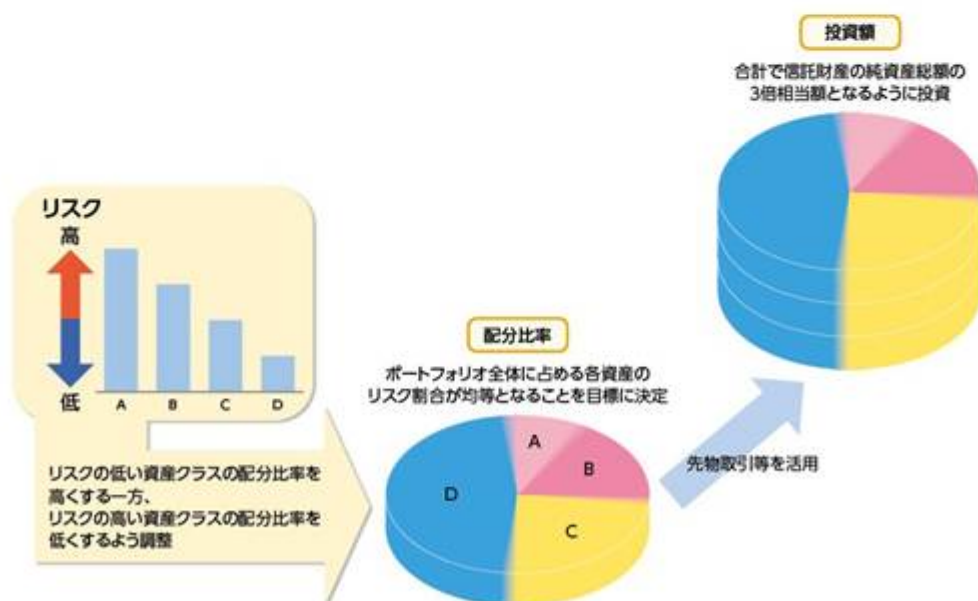 投資額
合計で信託財産の純資産総額の
3倍相当額となるように投資
リスク
高
低
A B C D
配分比率
ポートフォリオ全体に占める各資産の
リスク割合が均等となることを目標に決定
リスクの低い資産クラスの配分比率を
高くする一方、
リスクの高い資産クラスの配分比率を
低くするよう調整
A
B
C
D
先物取引等を活用